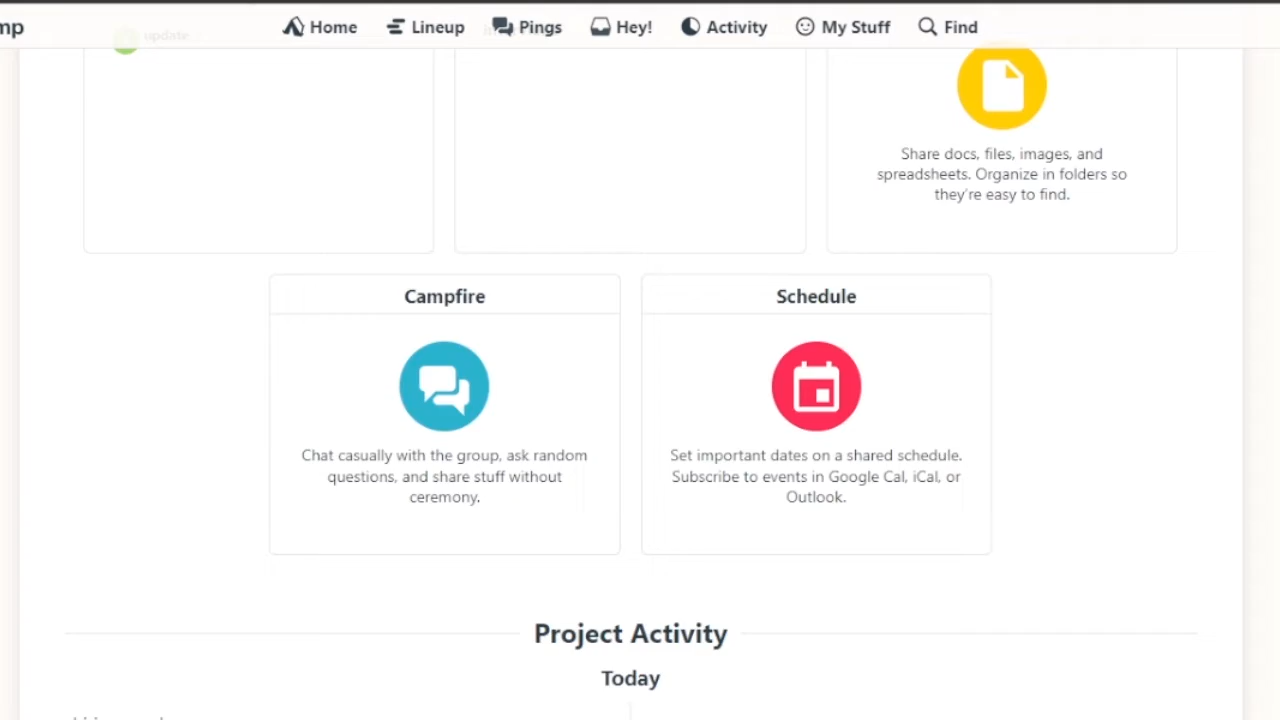 mp
Home
Lineup
Pings
Hey!
Activity
My Stuff
Find
update
Share docs, files, images, and
spreadsheets. Organize in folders so
they're easy to find.
Campfire
Chat casually with the group, ask random
questions, and share stuff without
ceremony.
Schedule
Set important dates on a shared schedule.
Subscribe to events in Google Cal, iCal, or
Outlook.
Project Activity
Today